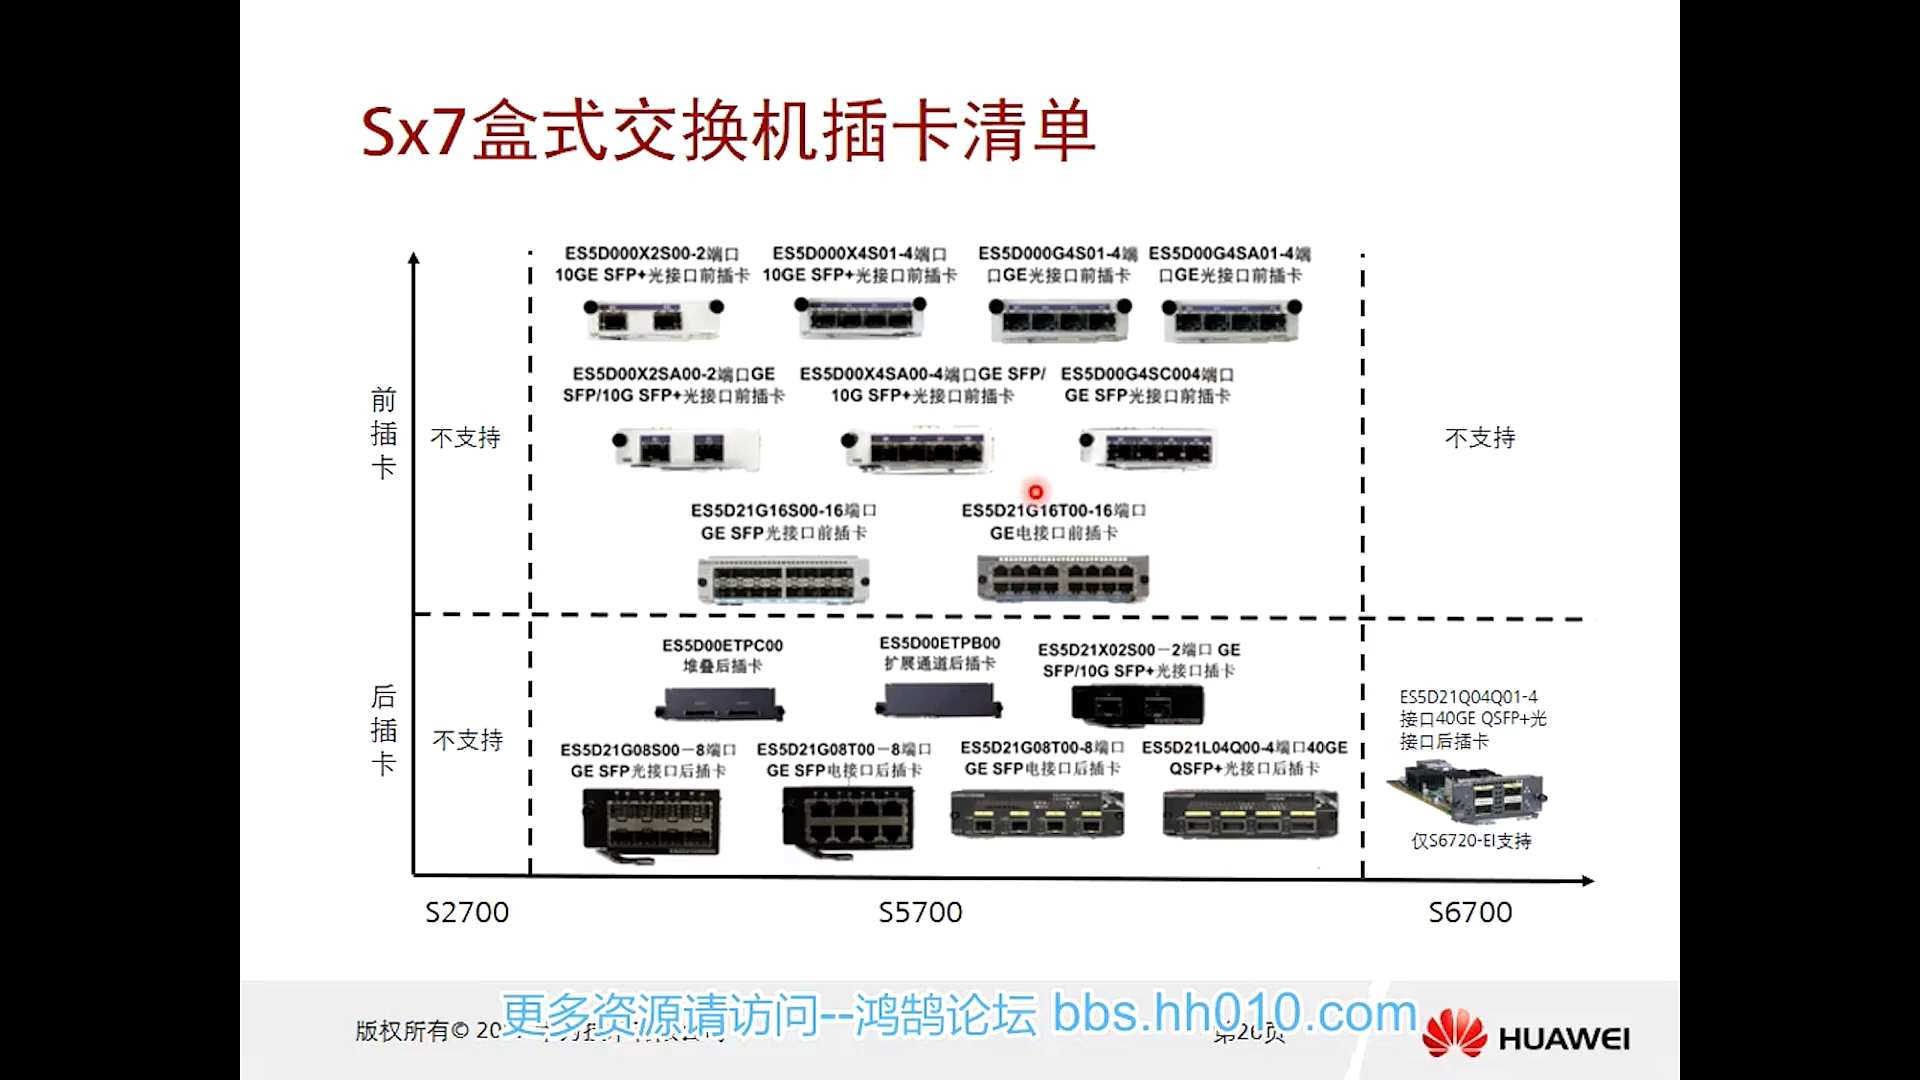 Sx7盒式交换机插卡清单
ES5D000X2S00-2端口
10GE SFP+光接口前插卡
ES5D000X4S01-4端口
10GE SFP+光接口前插卡
ES5D000G4S01-4端
口GE光接口前插卡
ES5D00G4SA01-4端
口GE光接口前插卡
ES5D00X2SA00-2端口GE
SFP/10G SFP+光接口前插卡
ES5D00X4SA00-4端口GE SFP/
10G SFP+光接口前插卡
ES5D00G4SC004端口
GE SFP光接口前插卡
前插卡
不支持
不支持
ES5D21G16S00-16端口
GE SFP光接口前插卡
ES5D21G16T00-16端口
GE电接口前插卡
后插卡
不支持
ES5D00ETPC00
堆叠后插卡
ES5D00ETPB00
扩展通道后插卡
ES5D21X02S00－2端口 GE
SFP/10G SFP+光接口插卡
ES5D21G08S00－8端口
GE SFP光接口后插卡
ES5D21G08T00－8端口
GE SFP电接口后插卡
ES5D21G08T00-8端口
GE SFP电接口后插卡
ES5D21L04Q00-4端口40GE
QSFP+光接口后插卡
ES5D21Q04Q01-4
接口40GE QSFP+光
接口后插卡
仅S6720-EI支持
S2700
S5700
S6700
版权所有© 20
更多资源请访问--鸿鹄论坛 bbs.hh010.com
第26页
HUAWEI